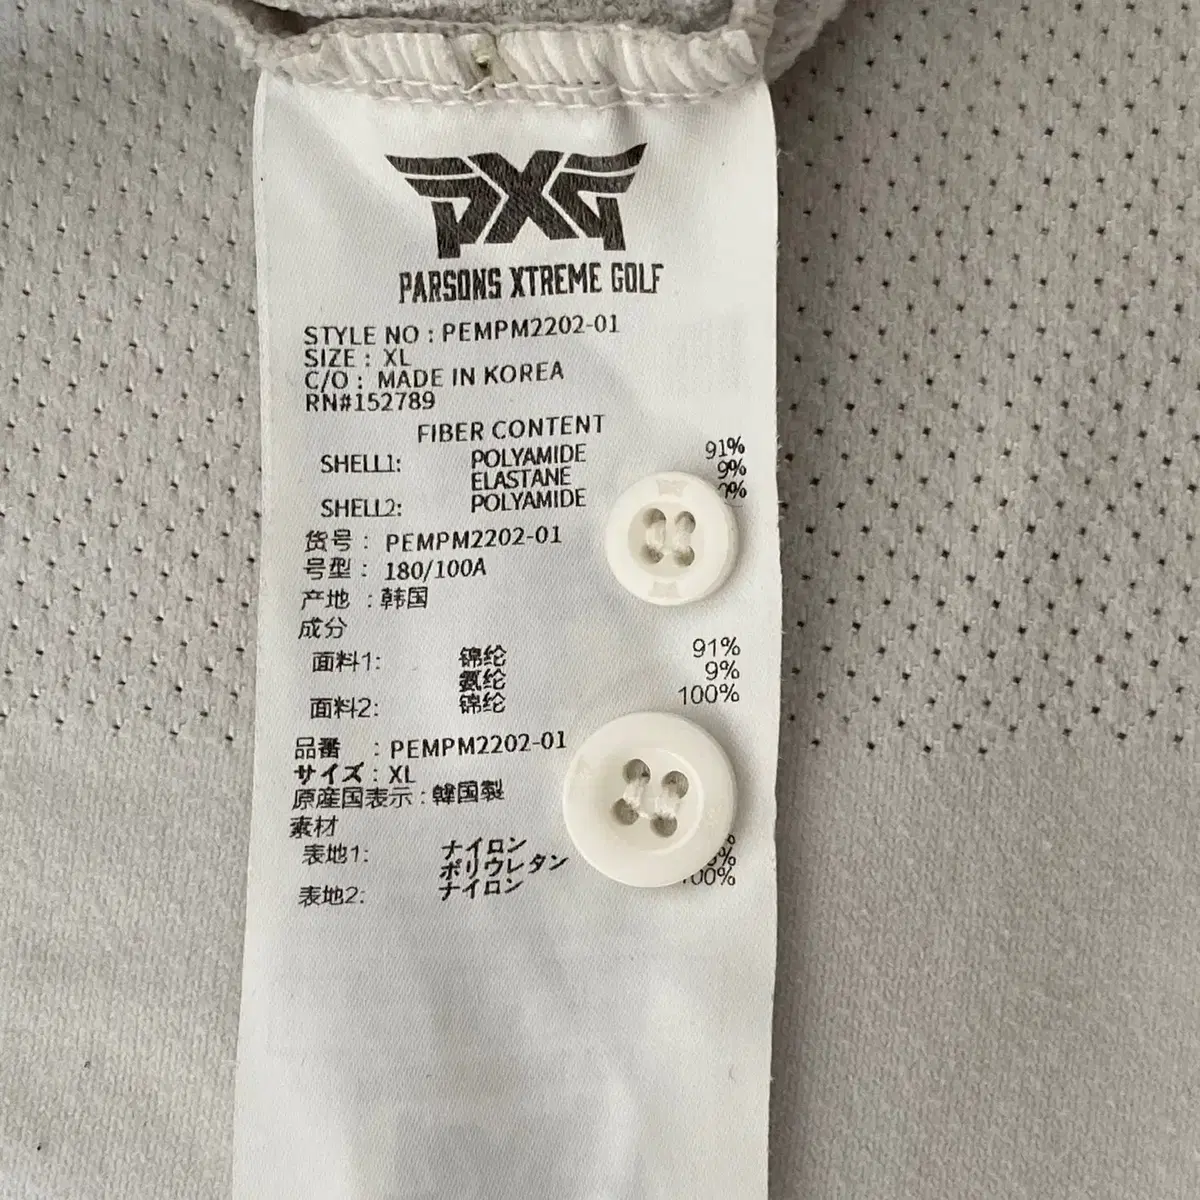 PXG
PARSONS XTREME GOLF
STYLE NO : PEMPM2202-01
SIZE : XL
C/O : MADE IN KOREA
RN#152789
FIBER CONTENT
SHELL1: POLYAMIDE 91%
ELASTANE 9%
SHELL2: POLYAMIDE
货号 : PEMPM2202-01
号型 : 180/100A
产地 : 韩国
成分
面料1: 锦纶 91%
氨纶 9%
面料2: 锦纶 100%
品番 : PEMPM2202-01
サイズ : XL
原産国表示 : 韓国製
素材
表地1: ナイロン
ポリウレタン
表地2: ナイロン 100%